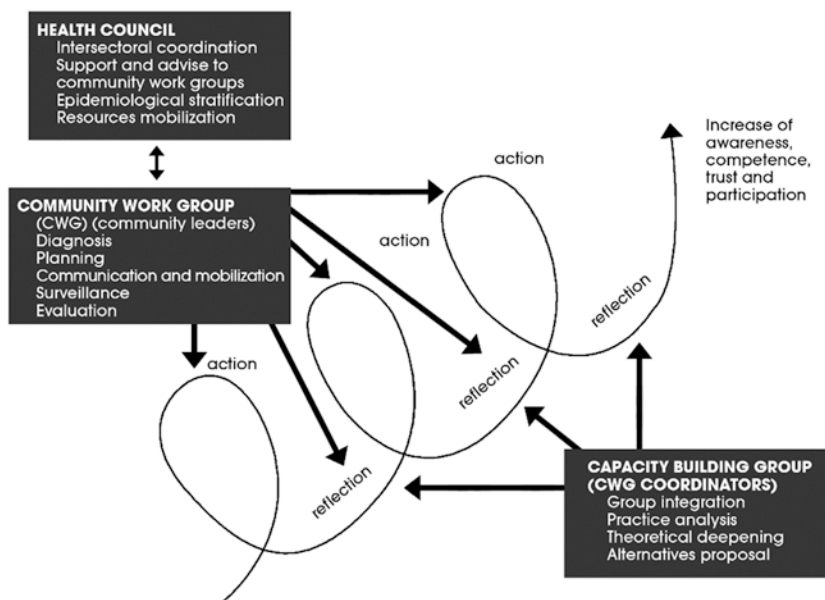 HEALTH COUNCIL
Intersectoral coordination
Support and advise to
community work groups
Epidemiological stratification
Resources mobilization
COMMUNITY WORK GROUP
(CWG) (community leaders)
Diagnosis
Planning
Communication and mobilization
Surveillance
Evaluation
action
action
action
reflection
reflection
reflection
Increase of
awareness,
competence,
trust and
participation
CAPACITY BUILDING GROUP
(CWG COORDINATORS)
Group integration
Practice analysis
Theoretical deepening
Alternatives proposal